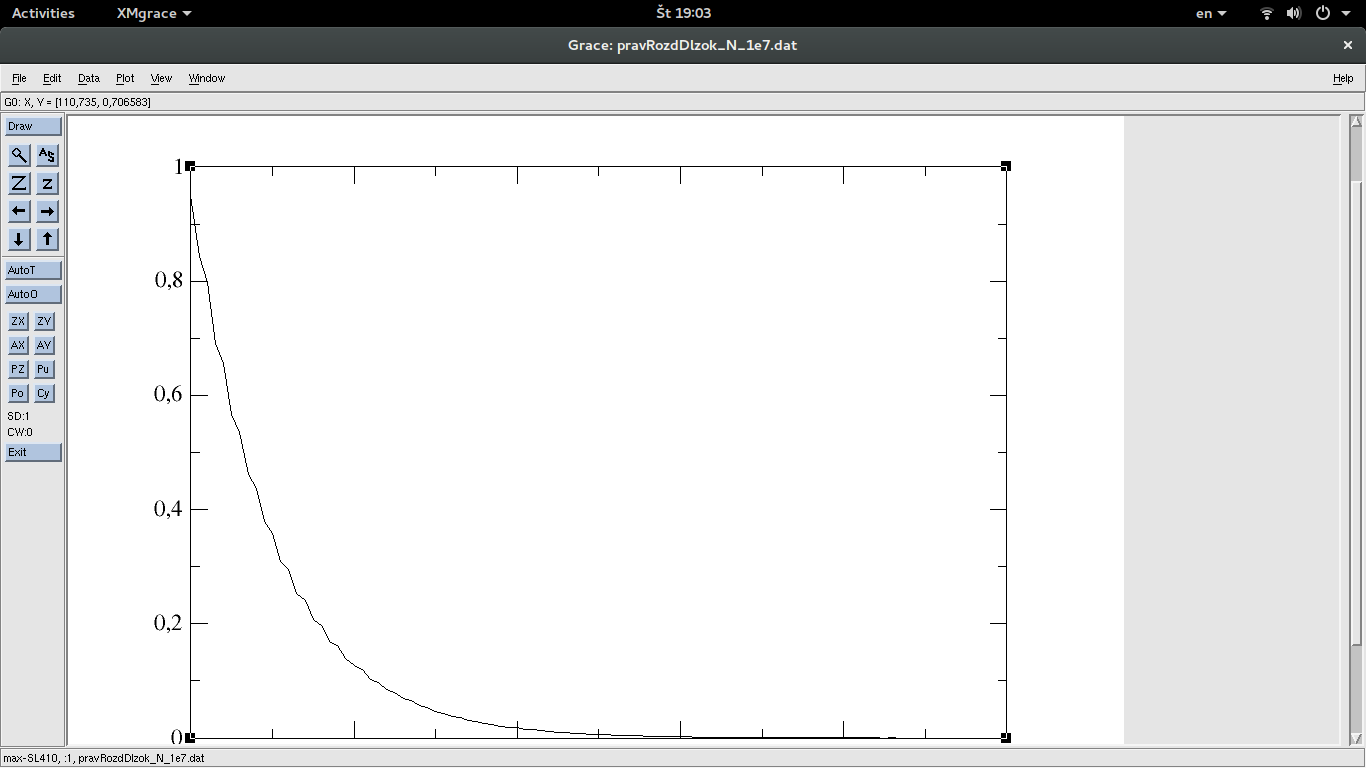 Activities XMgrace Št 19:03 en
Grace: pravRozdDlzok_N_1e7.dat ×
File Edit Data Plot View Window Help
G0: X, Y = [110,735, 0,706583]
Draw
A S
Z z
AutoT
AutoO
ZX ZY
AX AY
PZ Pu
Po Cy
SD:1
CW:0
Exit
1
0,8
0,6
0,4
0,2
0
max-SL410, :1, pravRozdDlzok_N_1e7.dat